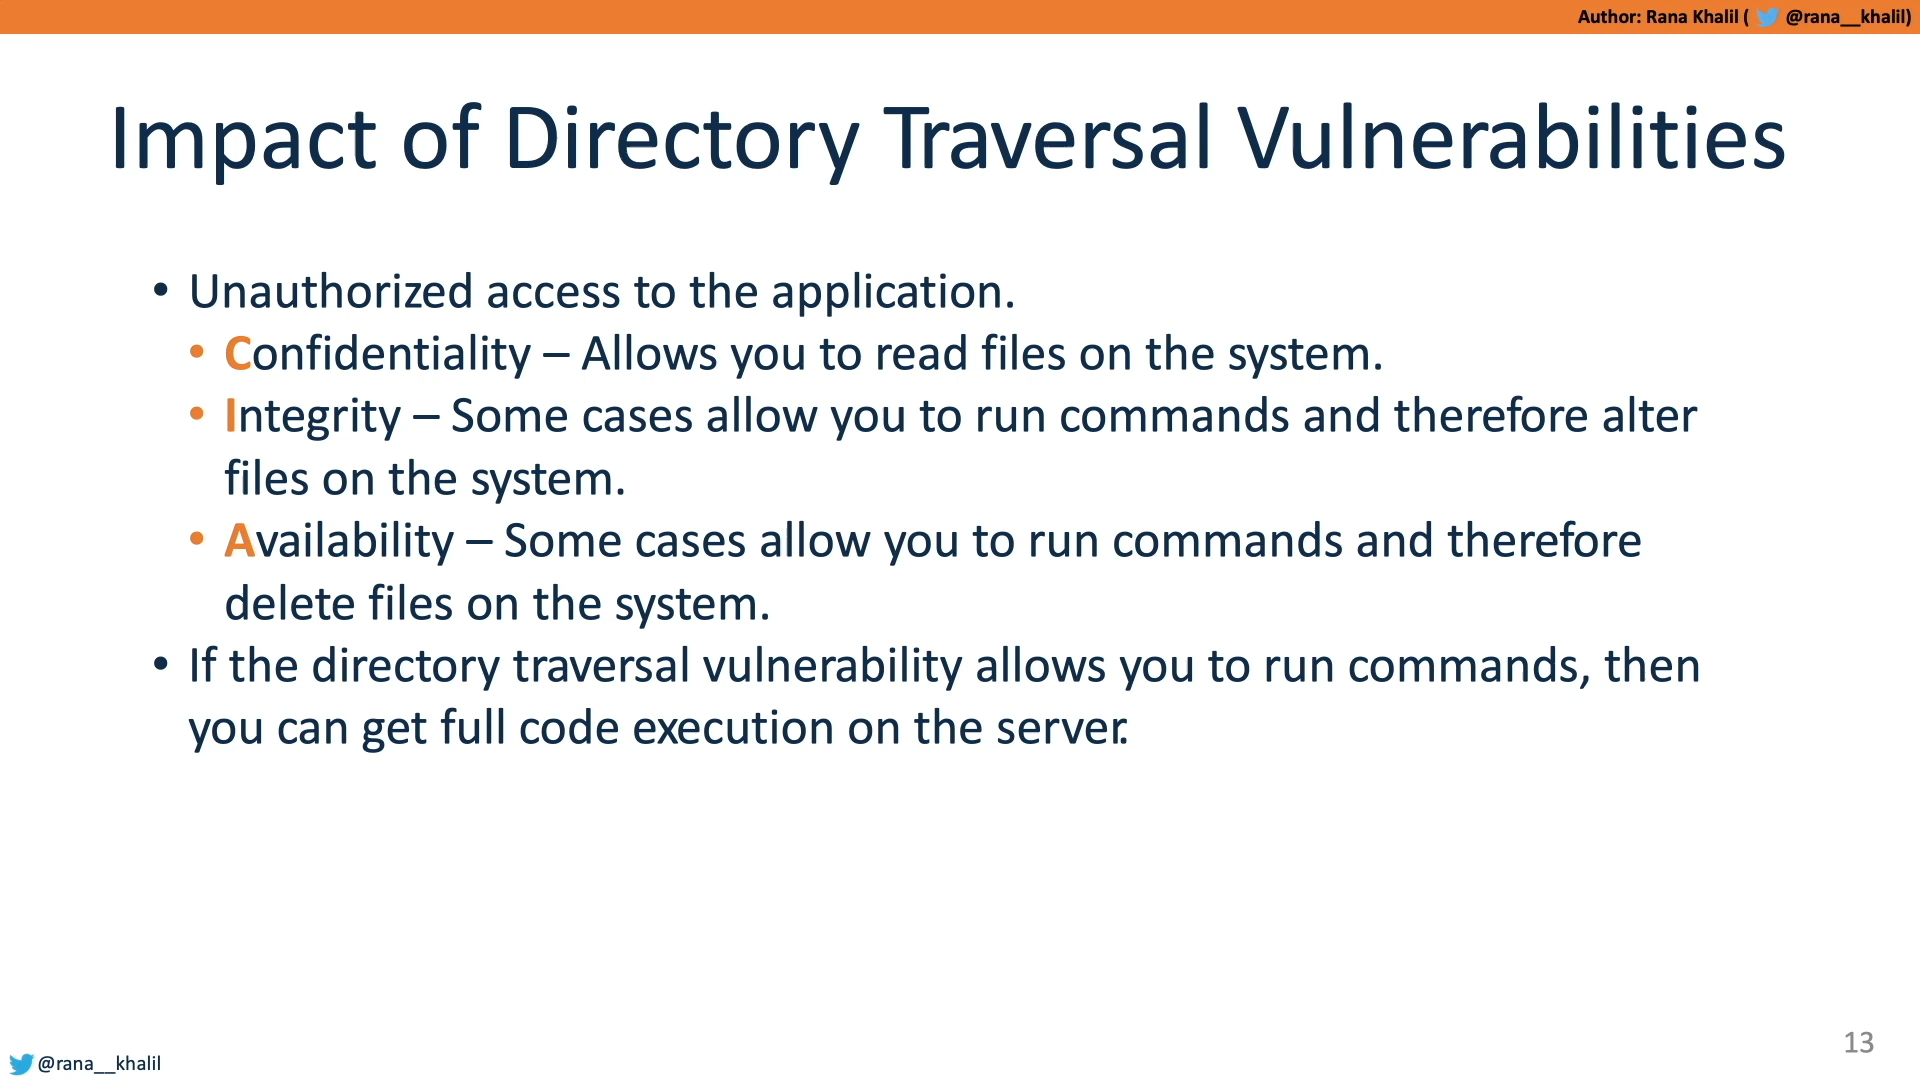 Author: Rana Khalil ( @rana__khalil)
Impact of Directory Traversal Vulnerabilities
• Unauthorized access to the application.
• Confidentiality – Allows you to read files on the system.
• Integrity – Some cases allow you to run commands and therefore alter
files on the system.
• Availability – Some cases allow you to run commands and therefore
delete files on the system.
• If the directory traversal vulnerability allows you to run commands, then
you can get full code execution on the server.
13
@rana__khalil